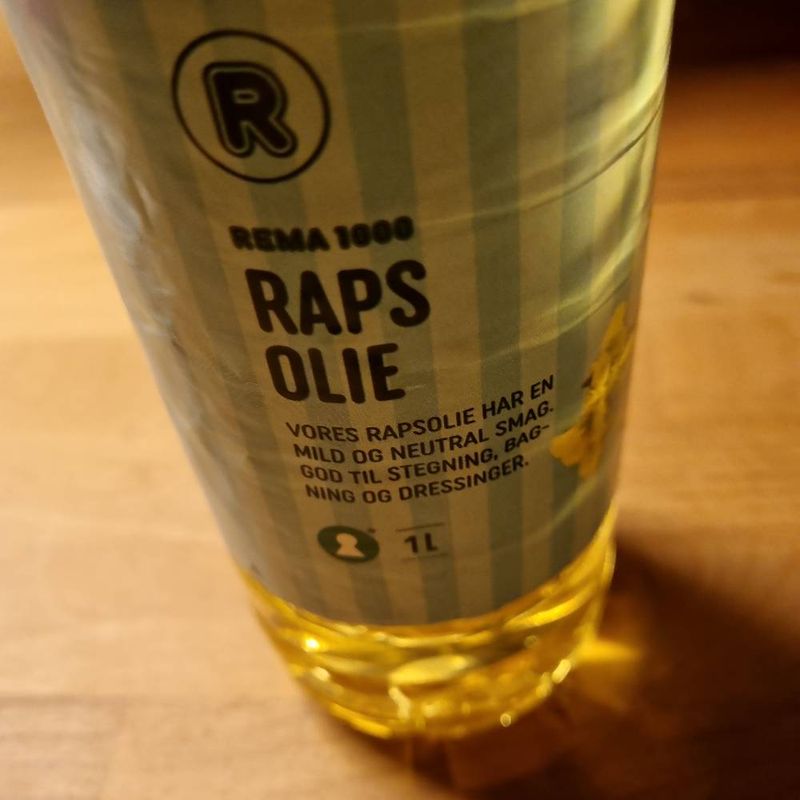 R
REMA 1000
RAPS
OLIE
VORES RAPSOLIE HAR EN
MILD OG NEUTRAL SMAG.
GOD TIL STEGNING, BAG-
NING OG DRESSINGER.
1L